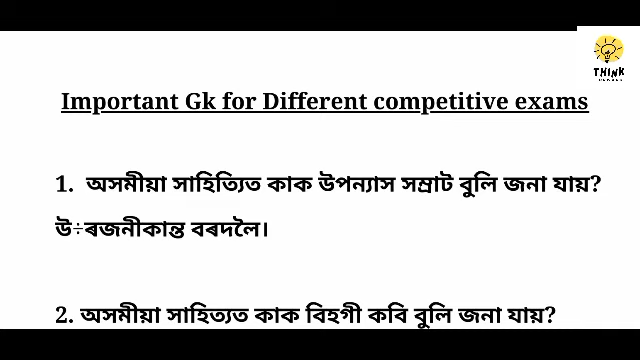 THINK
Important Gk for Different competitive exams
1. অসমীয়া সাহিত্যিত কাক উপন্যাস সম্ৰাট বুলি জনা যায়?
উ÷ৰজনীকান্ত বৰদলৈ।
2. অসমীয়া সাহিত্যত কাক বিহগী কবি বুলি জনা যায়?